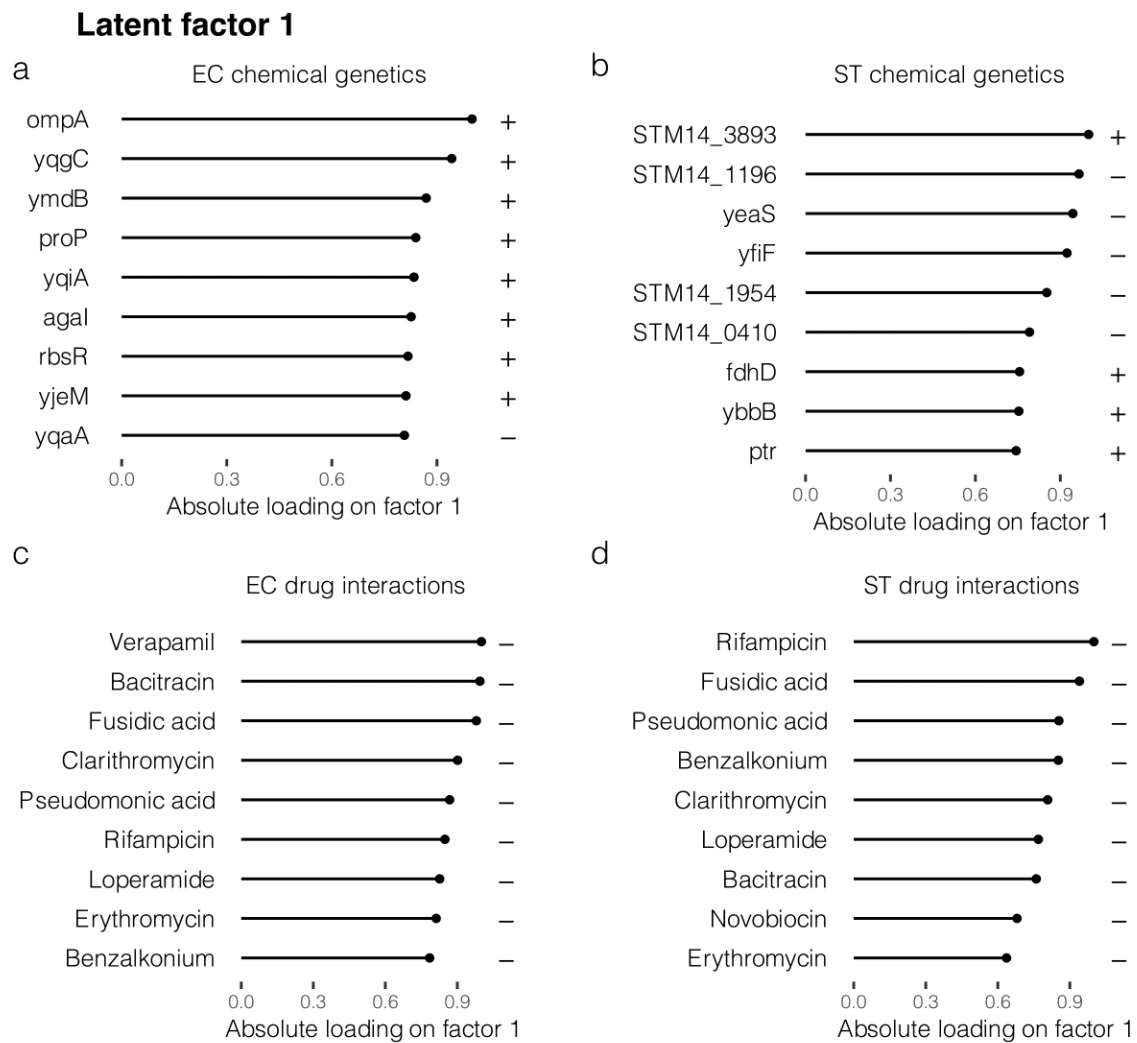 Latent factor 1
a
EC chemical genetics
ompA +
yqgC +
ymdB +
proP +
yqiA +
agaI +
rbsR +
yjeM +
yqaA −
0.0 0.3 0.6 0.9
Absolute loading on factor 1
b
ST chemical genetics
STM14_3893 +
STM14_1196 −
yeaS −
yfiF −
STM14_1954 −
STM14_0410 −
fdhD +
ybbB +
ptr +
0.0 0.3 0.6 0.9
Absolute loading on factor 1
c
EC drug interactions
Verapamil −
Bacitracin −
Fusidic acid −
Clarithromycin −
Pseudomonic acid −
Rifampicin −
Loperamide −
Erythromycin −
Benzalkonium −
0.0 0.3 0.6 0.9
Absolute loading on factor 1
d
ST drug interactions
Rifampicin −
Fusidic acid −
Pseudomonic acid −
Benzalkonium −
Clarithromycin −
Loperamide −
Bacitracin −
Novobiocin −
Erythromycin −
0.0 0.3 0.6 0.9
Absolute loading on factor 1